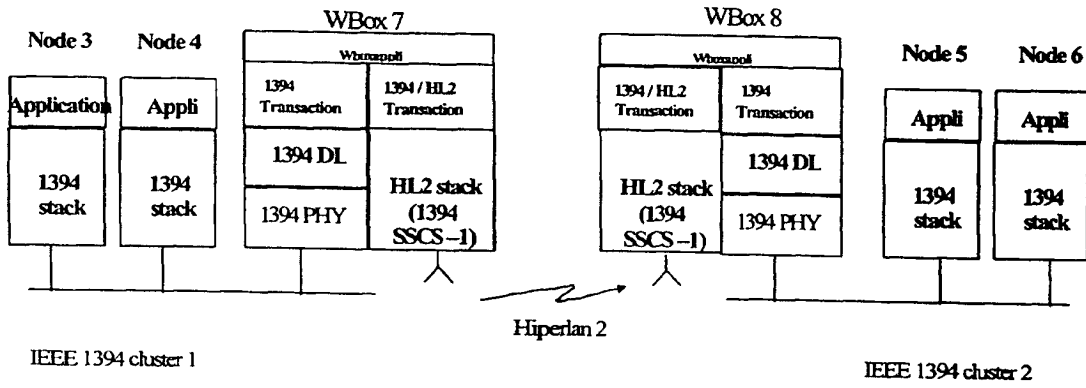 WBox 7
WBox 8
Node 3
Node 4
Node 5
Node 6
Application
1394
stack
Appli
1394
stack
Wboxappli
1394
Transaction
1394 / HL2
Transaction
1394 DL
1394 PHY
HL2 stack
(1394
SSCS –1)
Wboxappli
1394 / HL2
Transaction
1394
Transaction
HL2 stack
(1394
SSCS –1)
1394 DL
1394 PHY
Appli
1394
stack
Appli
1394
stack
Hiperlan 2
IEEE 1394 cluster 1
IEEE 1394 cluster 2